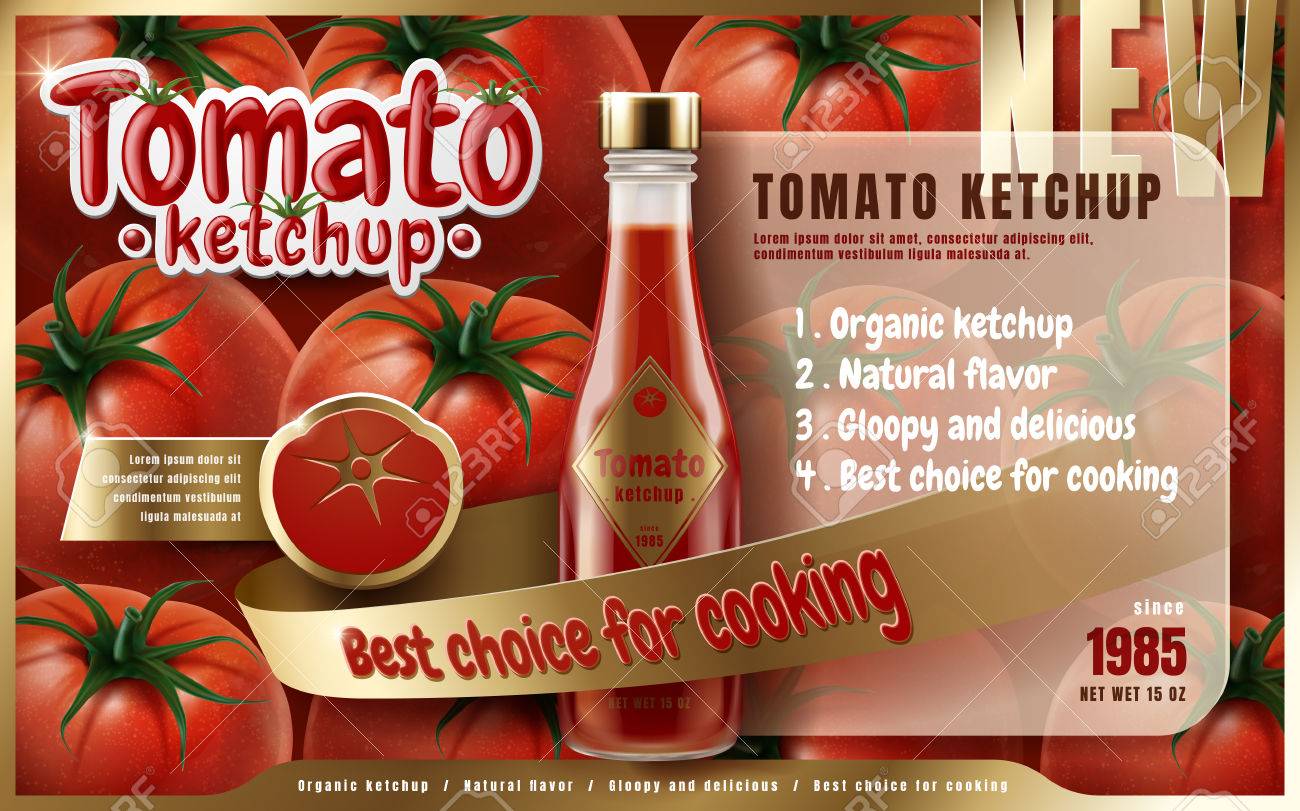 NEW
Tomato
ketchup
TOMATO KETCHUP
Lorem ipsum dolor sit amet, consectetur adipiscing elit,
condimentum vestibulum ligula malesuada at.
1 . Organic ketchup
2 . Natural flavor
3 . Gloopy and delicious
4 . Best choice for cooking
Lorem ipsum dolor sit
consectetur adipiscing elit
condimentum vestibulum
ligula malesuada at
Tomato
ketchup
since
1985
Best choice for cooking
NET WET 15 OZ
since
1985
NET WET 15 OZ
Organic ketchup / Natural flavor / Gloopy and delicious / Best choice for cooking
123RF